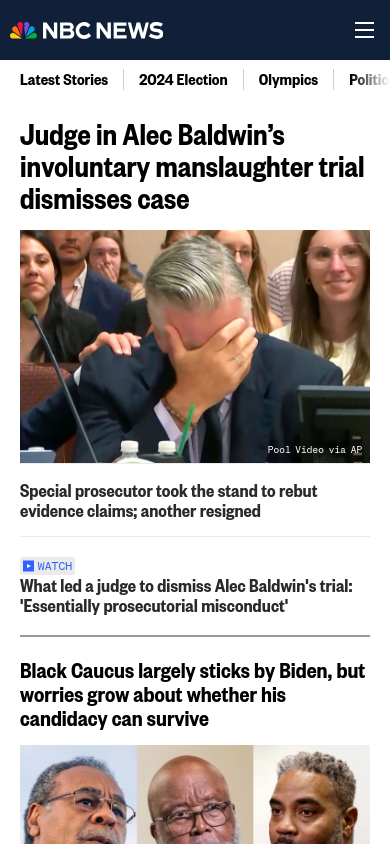 NBC NEWS
Latest Stories
2024 Election
Olympics
Politic
Judge in Alec Baldwin’s
involuntary manslaughter trial
dismisses case
Pool Video via AP
Special prosecutor took the stand to rebut
evidence claims; another resigned
WATCH
What led a judge to dismiss Alec Baldwin's trial:
'Essentially prosecutorial misconduct'
Black Caucus largely sticks by Biden, but
worries grow about whether his
candidacy can survive